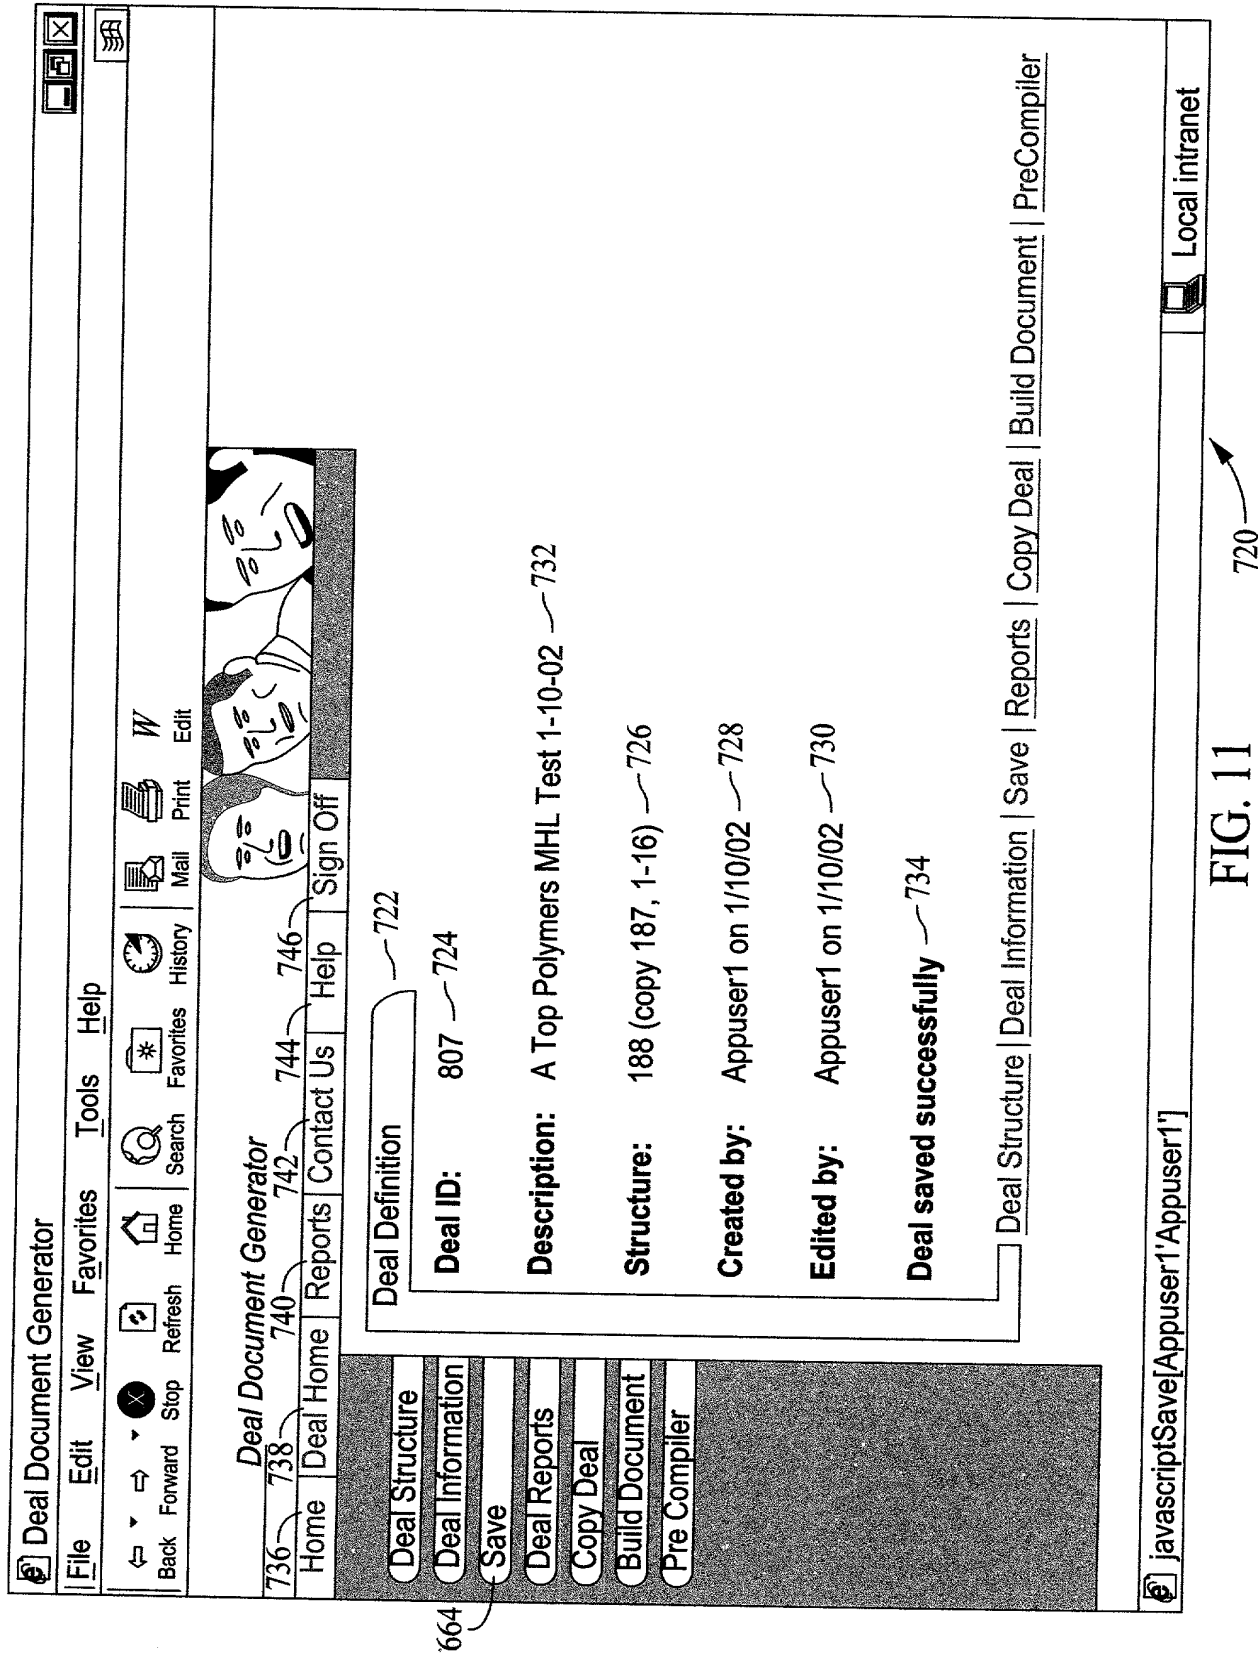 Deal Document Generator
File Edit View Favorites Tools Help
Back Forward Stop Refresh Home Search Favorites History Mail Print Edit
W
Deal Document Generator
736 738 740 742 744 746
Home Deal Home Reports Contact Us Help Sign Off
Deal Structure
Deal Information
664
Save
Deal Reports
Copy Deal
Build Document
Pre Compiler
Deal Definition 722
Deal ID: 807 724
Description: A Top Polymers MHL Test 1-10-02 732
Structure: 188 (copy 187, 1-16) 726
Created by: Appuser1 on 1/10/02 728
Edited by: Appuser1 on 1/10/02 730
Deal saved successfully 734
Deal Structure | Deal Information | Save | Reports | Copy Deal | Build Document | PreCompiler
javascriptSave[Appuser1'Appuser1'] Local intranet
720
FIG. 11